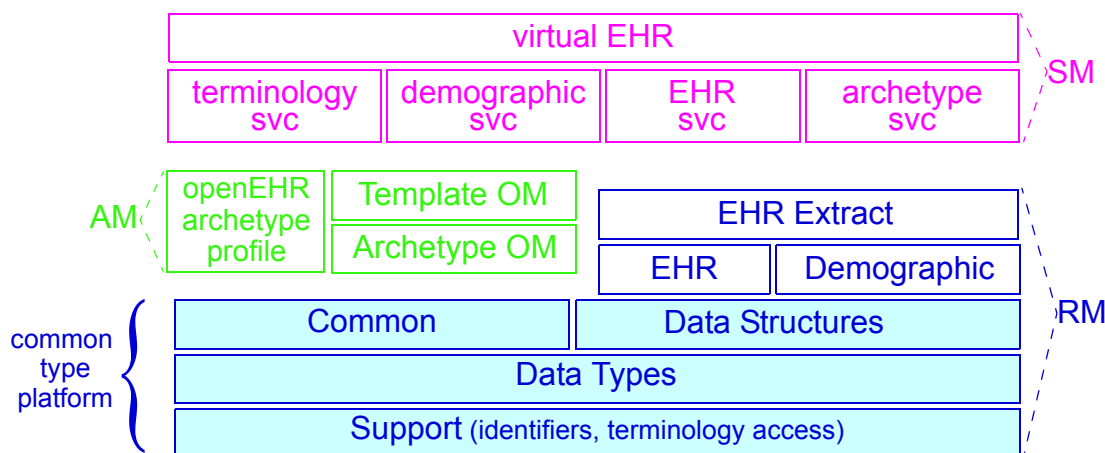 virtual EHR
SM
terminology
svc
demographic
svc
EHR
svc
archetype
svc
AM
openEHR
archetype
profile
Template OM
Archetype OM
EHR Extract
EHR
Demographic
RM
common
type
platform
Common
Data Structures
Data Types
Support (identifiers, terminology access)